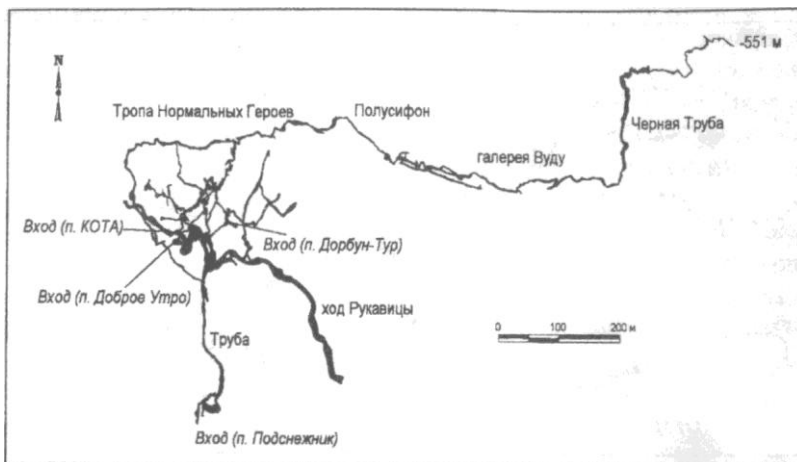 N
-551 м
Тропа Нормальных Героев
Полусифон
Черная Труба
галерея Вуду
Вход (п. КОТА)
Вход (п. Дорбун-Тур)
Вход (п. Доброе Утро)
ход Рукавицы
Труба
0 100 200 м
Вход (п. Подснежник)